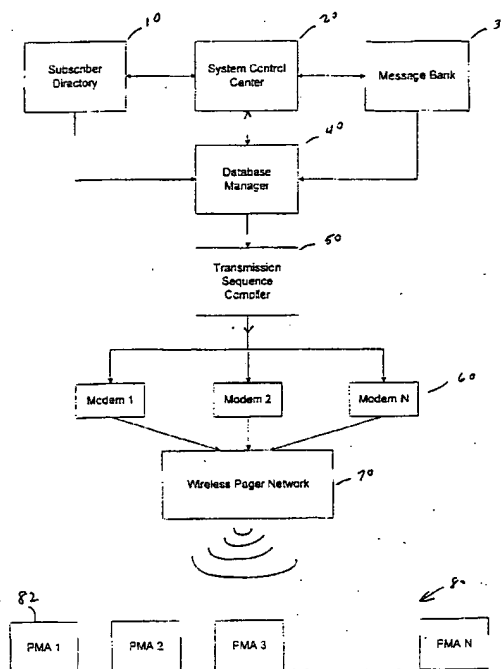 10
20
3
Subscriber
Directory
System Control
Center
Message Bank
40
Database
Manager
50
Transmission
Sequence
Compiler
Modem 1
Modem 2
Modem N
60
Wireless Pager Network
70
82
80
PMA 1
PMA 2
PMA 3
PMA N